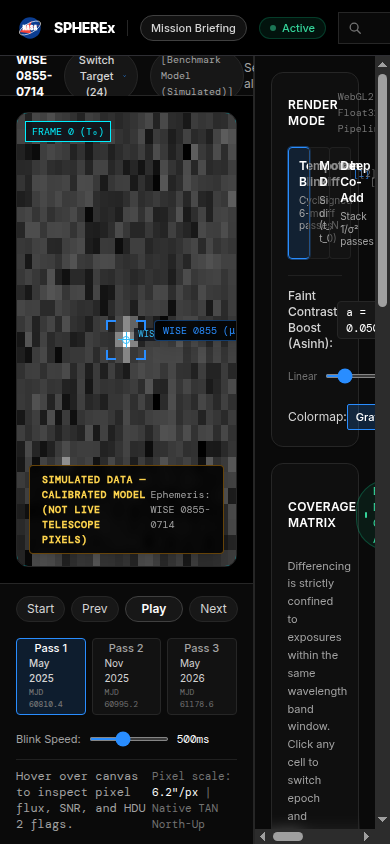 SPHEREx
Mission Briefing
Active
WISE
0855-
0714
Switch
Target
(24)
[Benchmark
Model
(Simulated)]
FRAME 0 (T₀)
WISE 0855 (μ
SIMULATED DATA —
CALIBRATED MODEL
(NOT LIVE
TELESCOPE
PIXELS)
Ephemeris:
WISE 0855-
0714
Start
Prev
Play
Next
Pass 1
May
2025
MJD
60810.4
Pass 2
Nov
2025
MJD
60995.2
Pass 3
May
2026
MJD
61178.6
Blink Speed:
500ms
Hover over canvas
to inspect pixel
flux, SNR, and HDU
2 flags.
Pixel scale:
6.2"/px |
Native TAN
North-Up
RENDER
MODE
WebGL2
Float3
Pipelin
Deep
Co-
Add
Stack
1/σ²
passes
Faint
Contrast
Boost
(Asinh):
a =
0.050
Linear
Colormap:
Gra
COVERAGE
MATRIX
Differencing
is strictly
confined
to
exposures
within the
same
wavelength
band
window.
Click any
cell to
switch
epoch
and